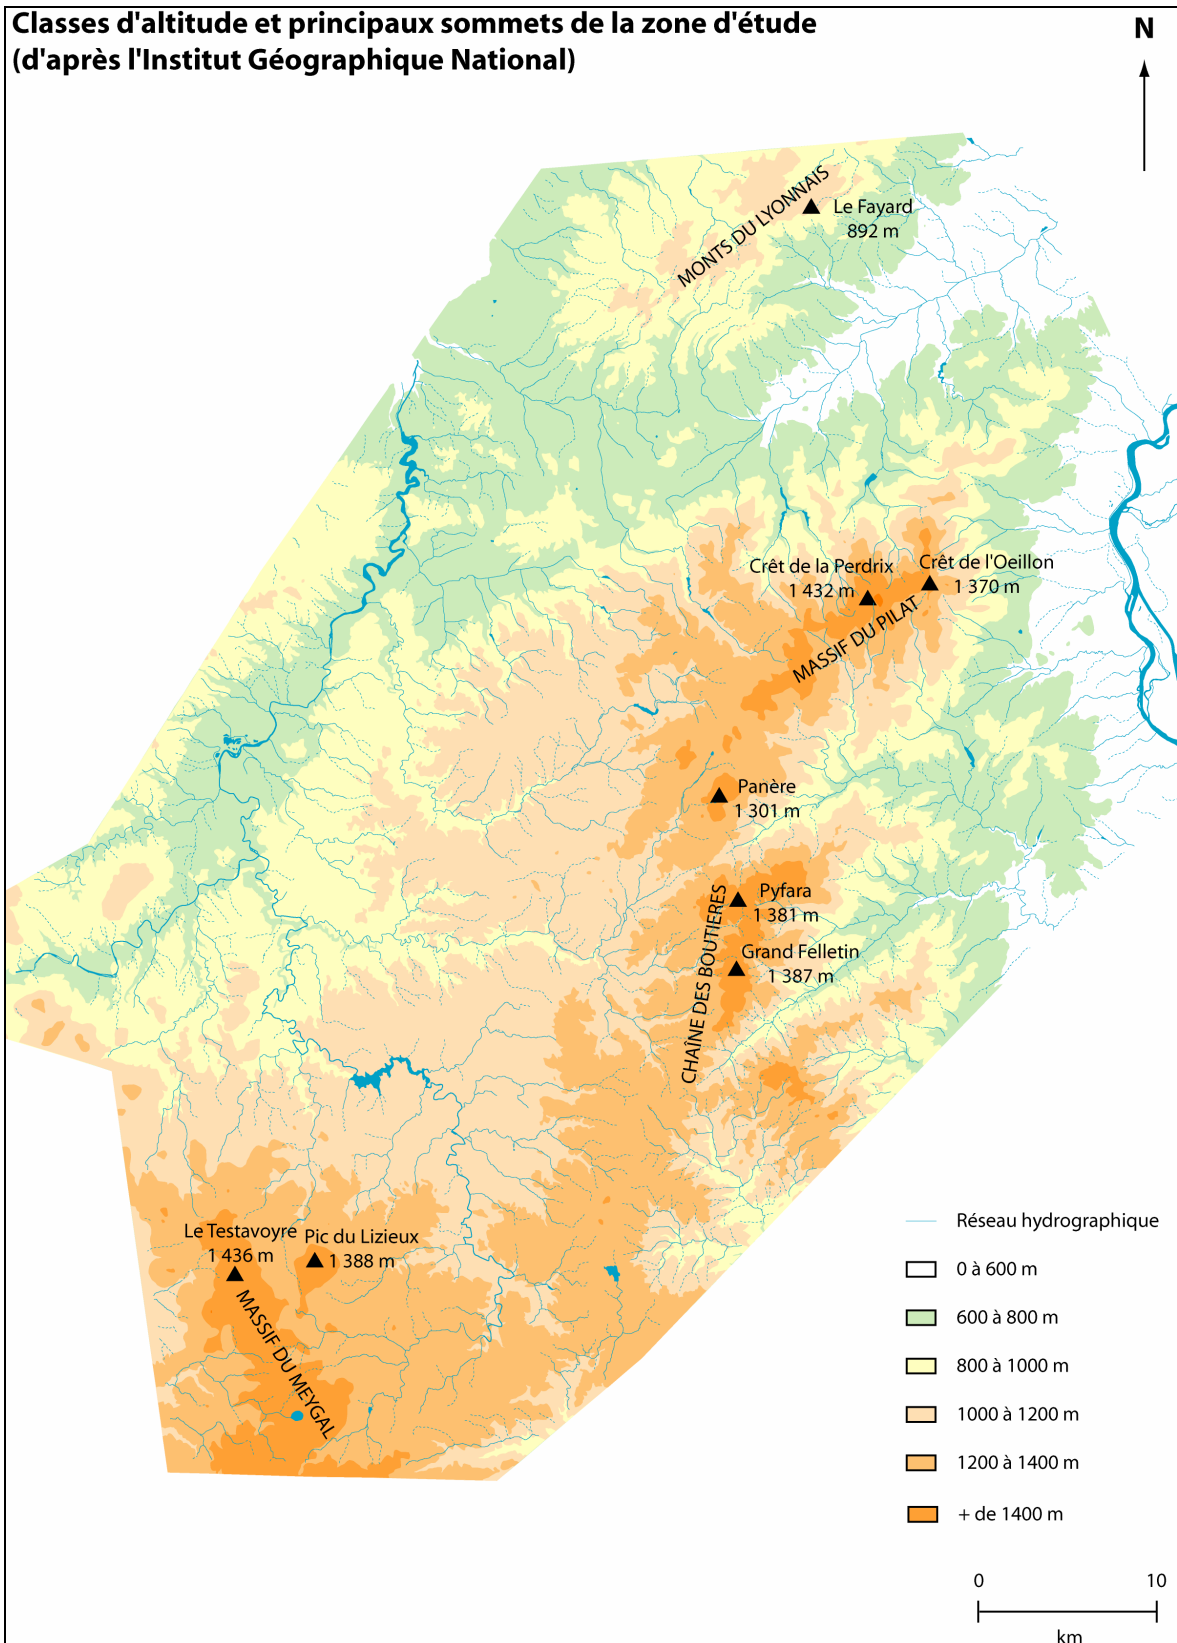 Classes d'altitude et principaux sommets de la zone d'étude
(d'après l'Institut Géographique National)
N
MONTS DU LYONNAIS
Le Fayard
892 m
Crêt de la Perdrix
1 432 m
Crêt de l'Oeillon
1 370 m
MASSIF DU PILAT
Panère
1 301 m
Pyfara
1 381 m
Grand Felletin
1 387 m
CHAÎNE DES BOUTIERES
Le Testavoyre
1 436 m
Pic du Lizieux
1 388 m
MASSIF DU MEYGAL
Réseau hydrographique
0 à 600 m
600 à 800 m
800 à 1000 m
1000 à 1200 m
1200 à 1400 m
+ de 1400 m
0 10
km